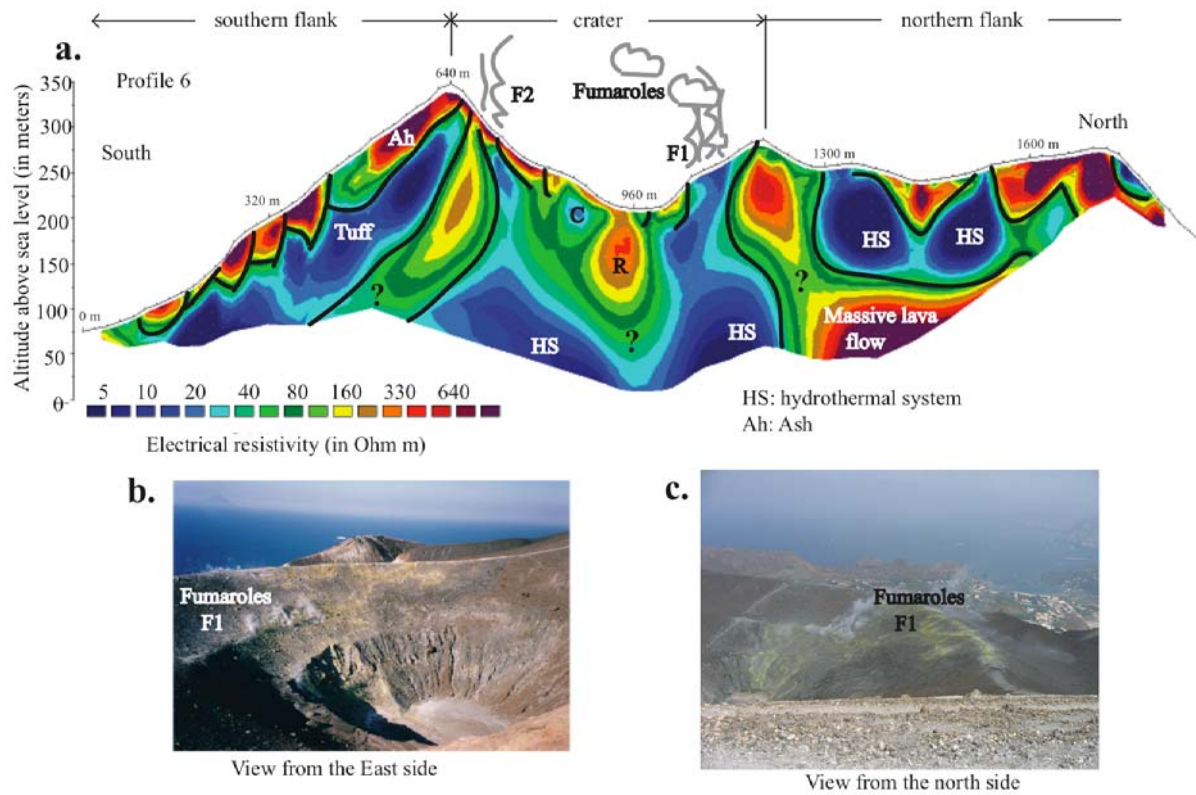 southern flank
crater
northern flank
a.
Profile 6
640 m
F2
Fumaroles
F1
South
North
Ah
320 m
Tuff
C
960 m
R
1300 m
1600 m
HS
HS
?
?
?
0 m
HS
HS
Massive lava
flow
Altitude above sea level (in meters)
350
300
250
200
150
100
50
0
5 10 20 40 80 160 330 640
Electrical resistivity (in Ohm m)
HS: hydrothermal system
Ah: Ash
b.
Fumaroles
F1
View from the East side
c.
Fumaroles
F1
View from the north side